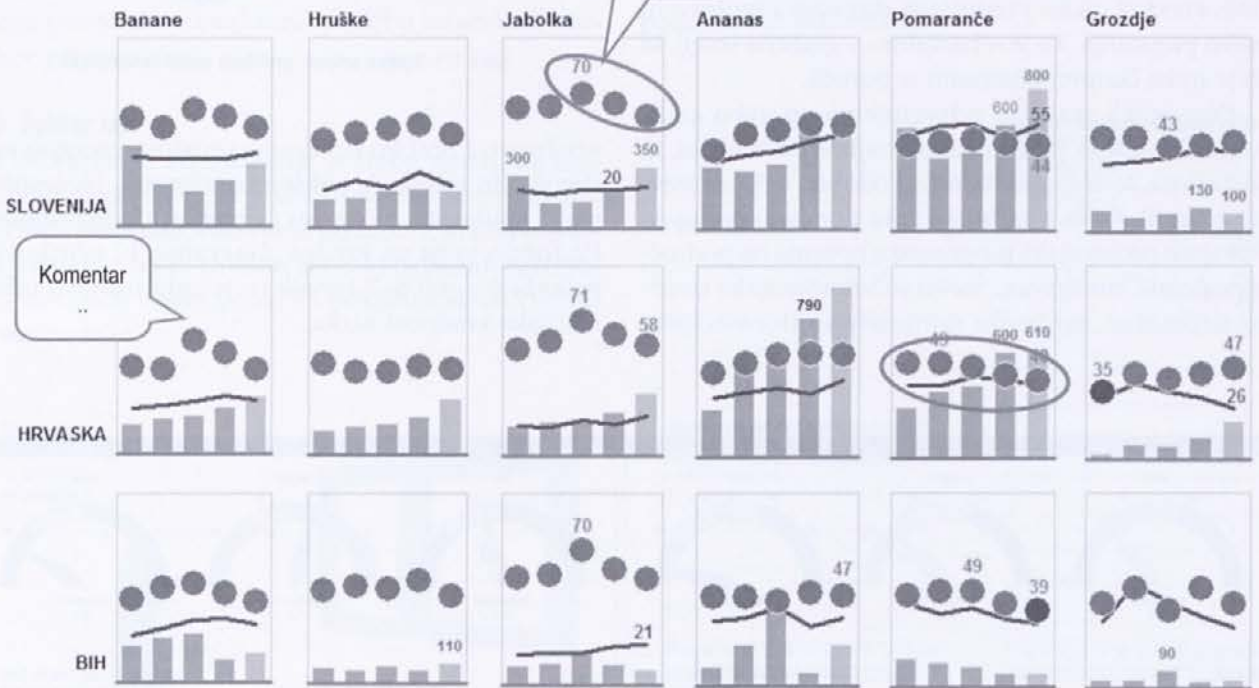 Banane Hruške Jabolka Ananas Pomaranče Grozdje
70 800
600
55
43
300 350
20 44
130 100
SLOVENIJA
Komentar
..
71 790
58 49 600 610 47
35
26
HRVASKA
70
47 49 39
21
110 90
BIH